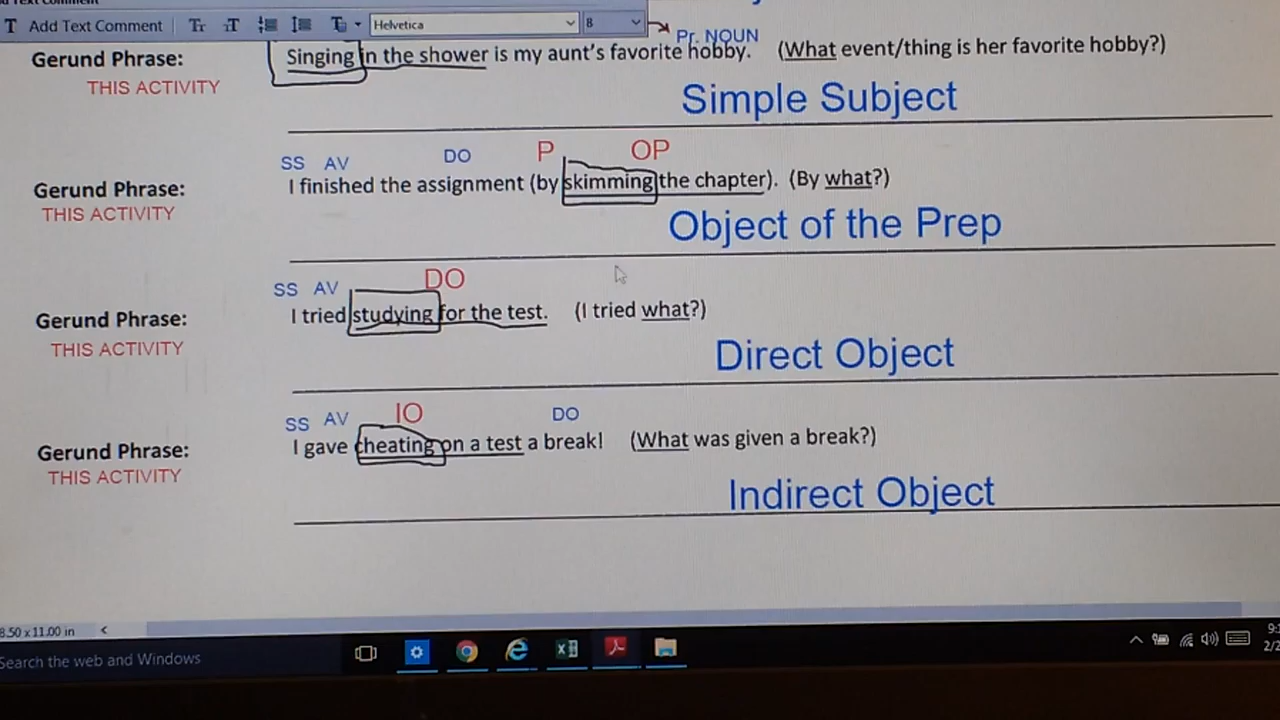 Add Text Comment
Helvetica
8
Pr. NOUN
Gerund Phrase: Singing in the shower is my aunt's favorite hobby. (What event/thing is her favorite hobby?)
THIS ACTIVITY
Simple Subject
SS AV DO P OP
Gerund Phrase: I finished the assignment (by skimming the chapter). (By what?)
THIS ACTIVITY
Object of the Prep
SS AV DO
Gerund Phrase: I tried studying for the test. (I tried what?)
THIS ACTIVITY
Direct Object
SS AV IO DO
Gerund Phrase: I gave cheating on a test a break! (What was given a break?)
THIS ACTIVITY
Indirect Object
8.50 x 11.00 in
Search the web and Windows